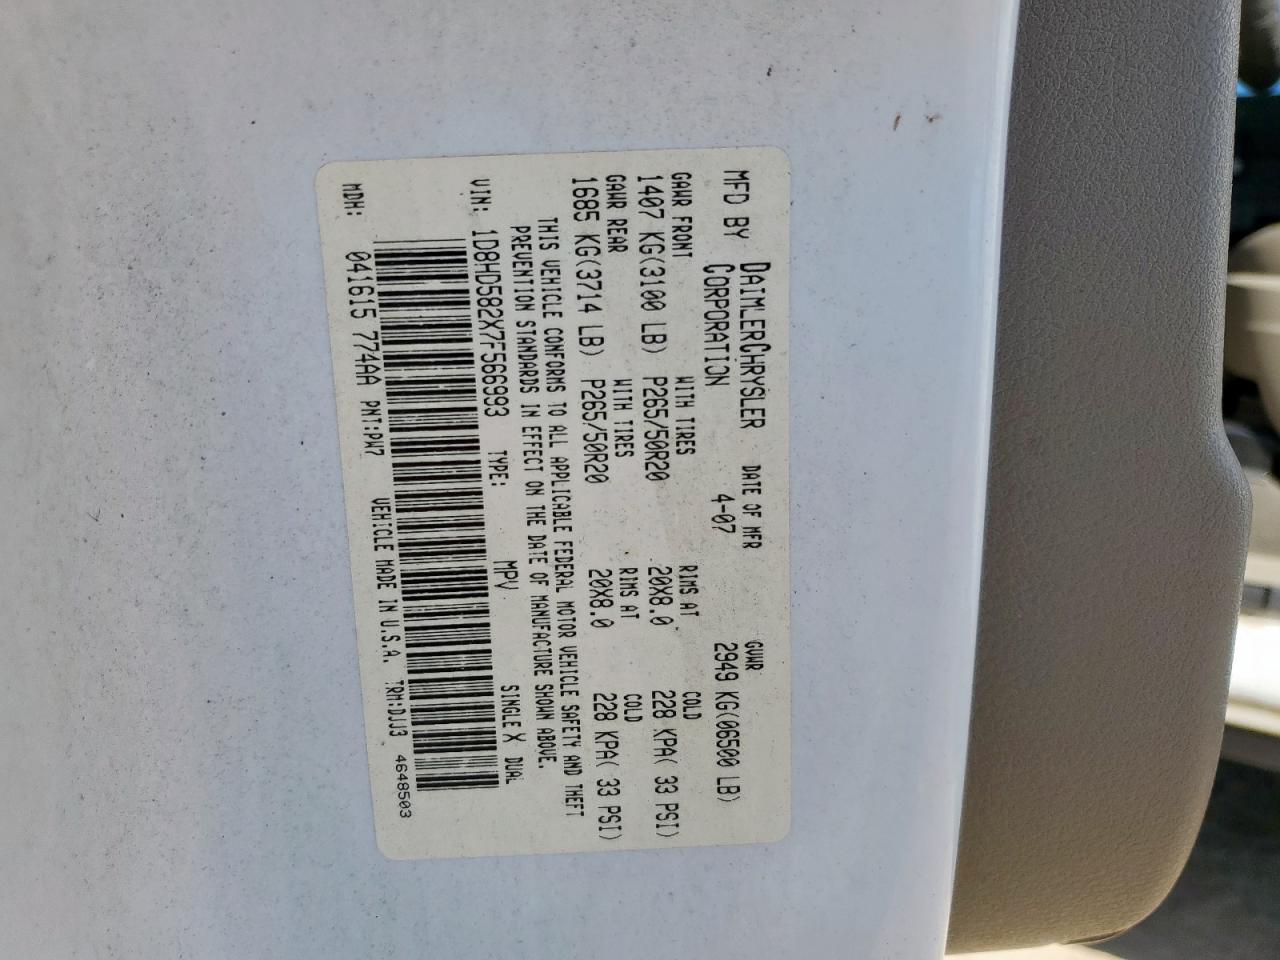 MFD BY DAIMLERCHRYSLER CORPORATION DATE OF MFR 4-07 GVWR 2949 KG(06500 LB)
GAWR FRONT WITH TIRES RIMS AT COLD
1407 KG(3100 LB) P265/50R20 20X8.0 228 KPA( 33 PSI)
GAWR REAR WITH TIRES RIMS AT COLD
1685 KG(3714 LB) P265/50R20 20X8.0 228 KPA( 33 PSI)
THIS VEHICLE CONFORMS TO ALL APPLICABLE FEDERAL MOTOR VEHICLE SAFETY AND THEFT
PREVENTION STANDARDS IN EFFECT ON THE DATE OF MANUFACTURE SHOWN ABOVE.
VIN: 1D8HD582X7F566993 TYPE: MPV SINGLE X DUAL
MDH: 041615 774AA PNT:PW7 VEHICLE MADE IN U.S.A. TRM:DJJ3 4648503